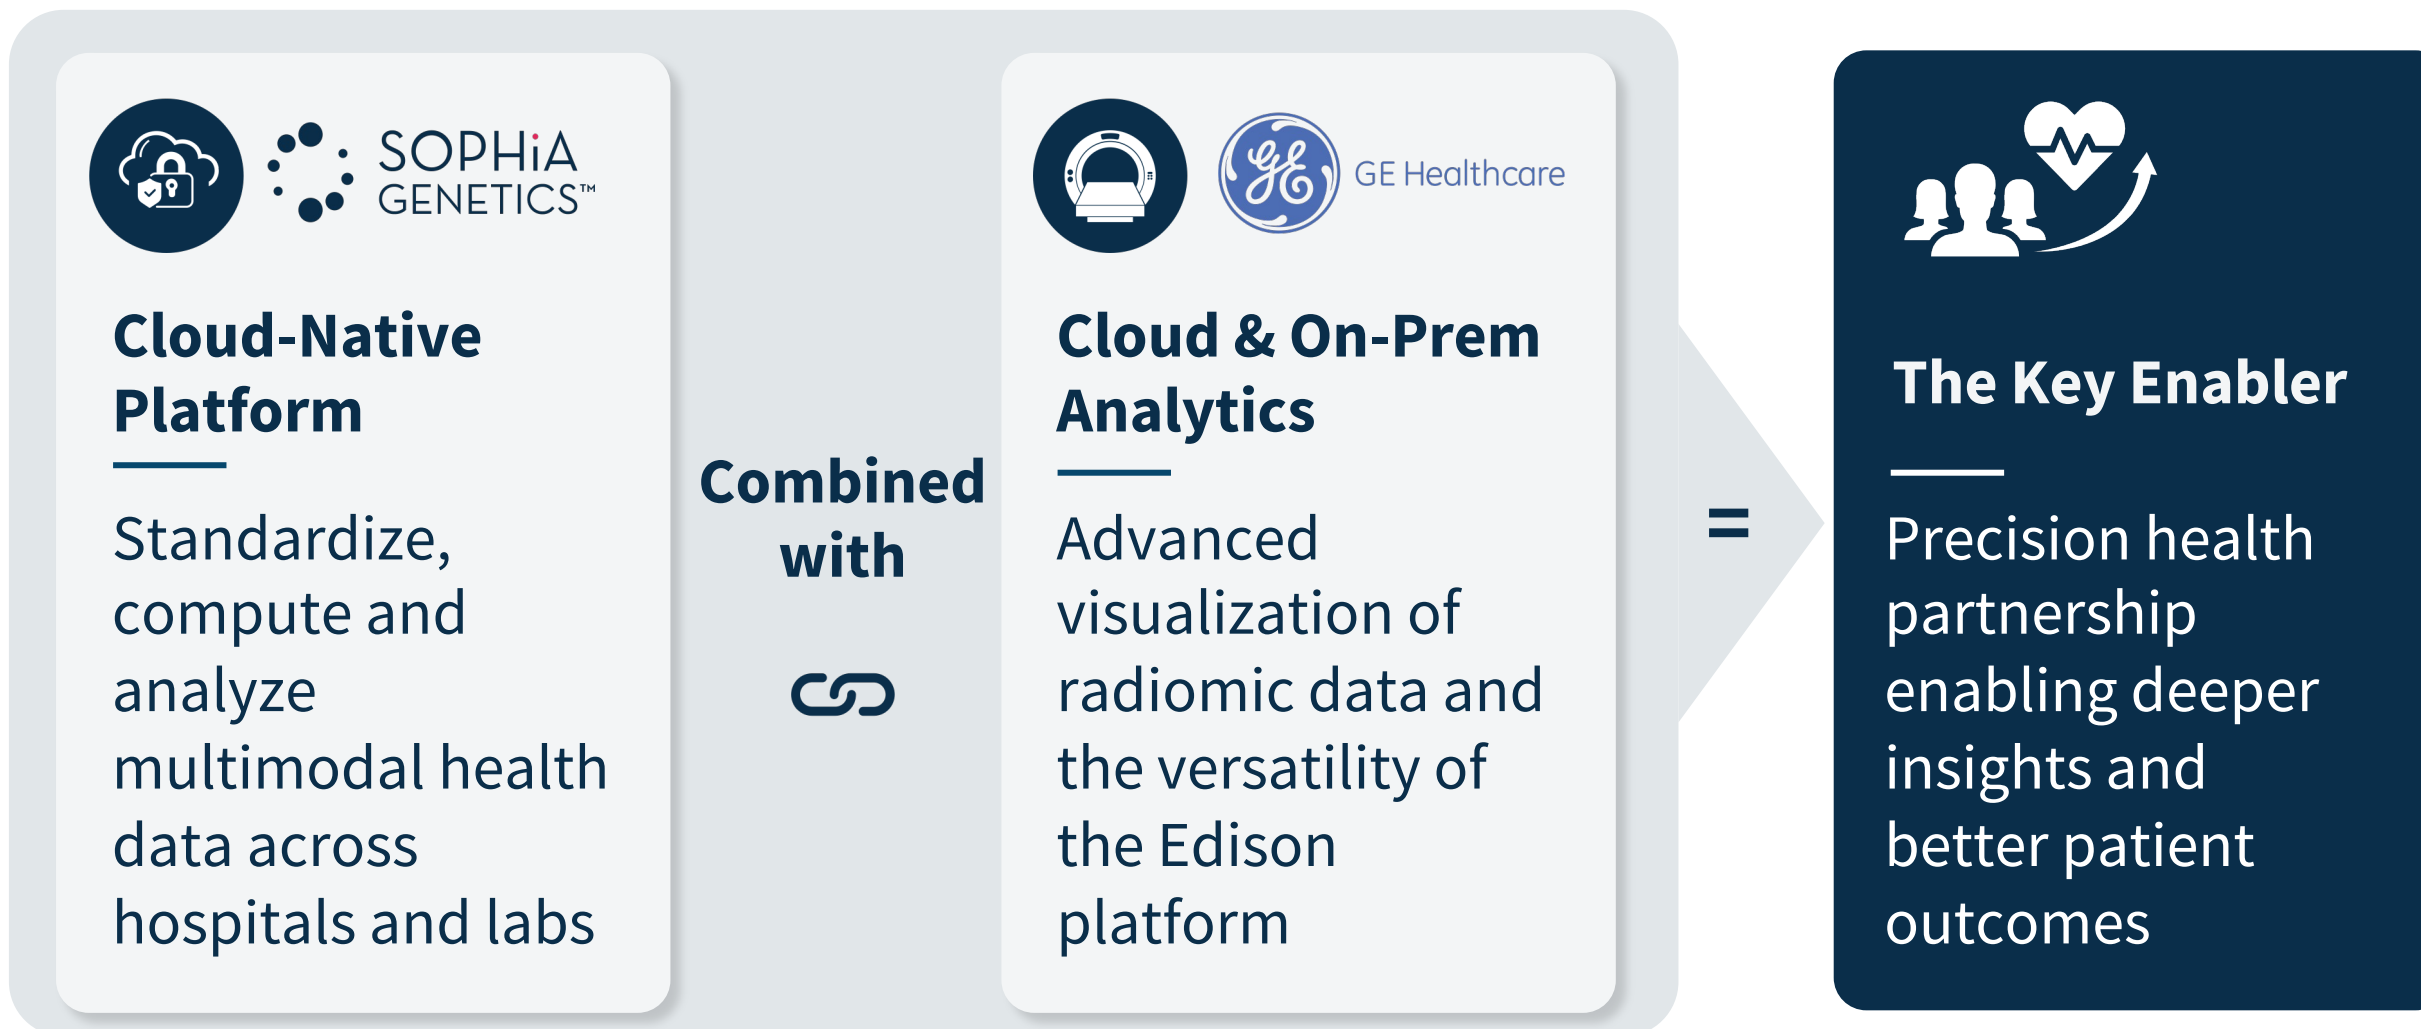 SOPHiA
GENETICS™
Cloud-Native
Platform
Standardize,
compute and
analyze
multimodal health
data across
hospitals and labs
Combined
with
GE
GE Healthcare
Cloud & On-Prem
Analytics
Advanced
visualization of
radiomic data and
the versatility of
the Edison
platform
=
The Key Enabler
Precision health
partnership
enabling deeper
insights and
better patient
outcomes